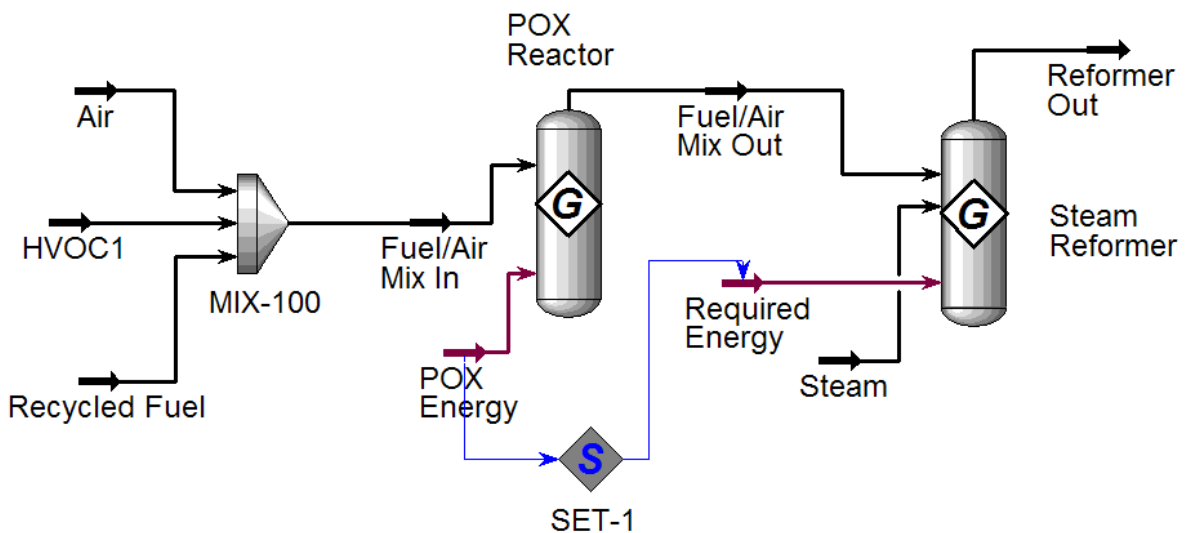 POX
Reactor
Air
Fuel/Air
Mix Out
Reformer
Out
G
G
HVOC1
Fuel/Air
Mix In
Steam
Reformer
MIX-100
Required
Energy
Recycled Fuel
POX
Energy
Steam
S
SET-1